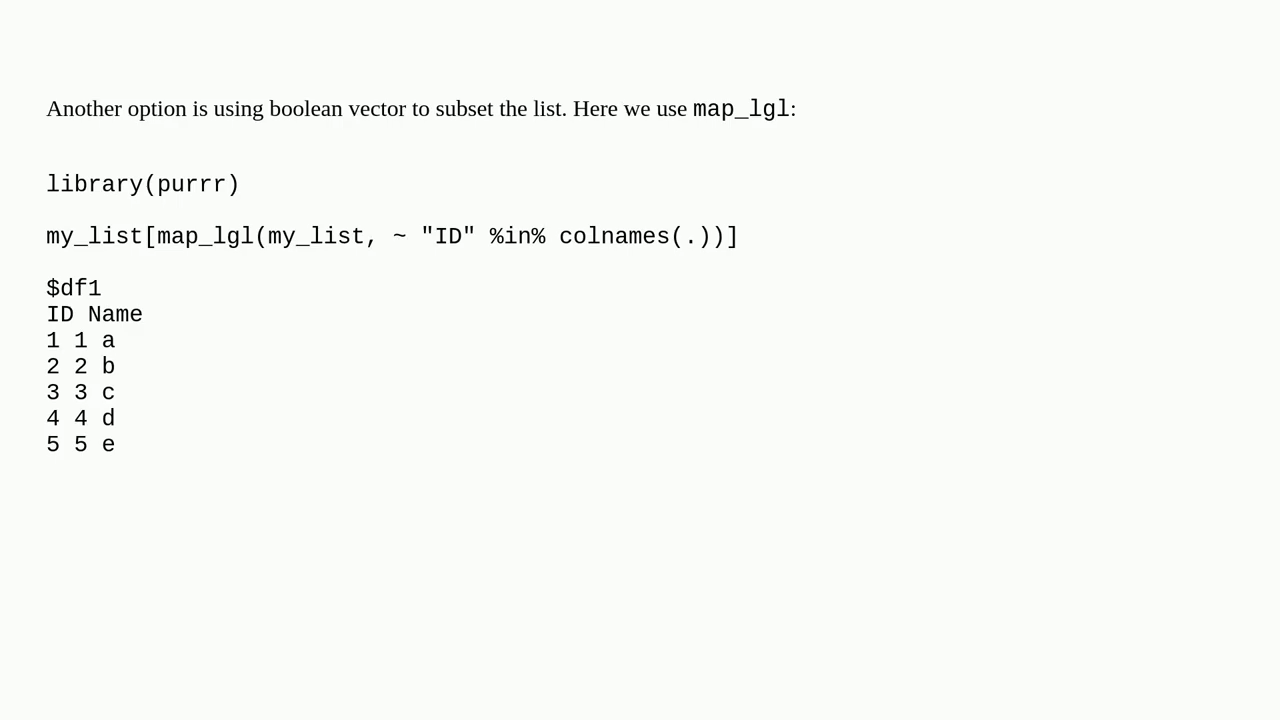 Another option is using boolean vector to subset the list. Here we use map_lgl:
library(purrr)
my_list[map_lgl(my_list, ~ "ID" %in% colnames(.))]
$df1
ID Name
1 1 a
2 2 b
3 3 c
4 4 d
5 5 e